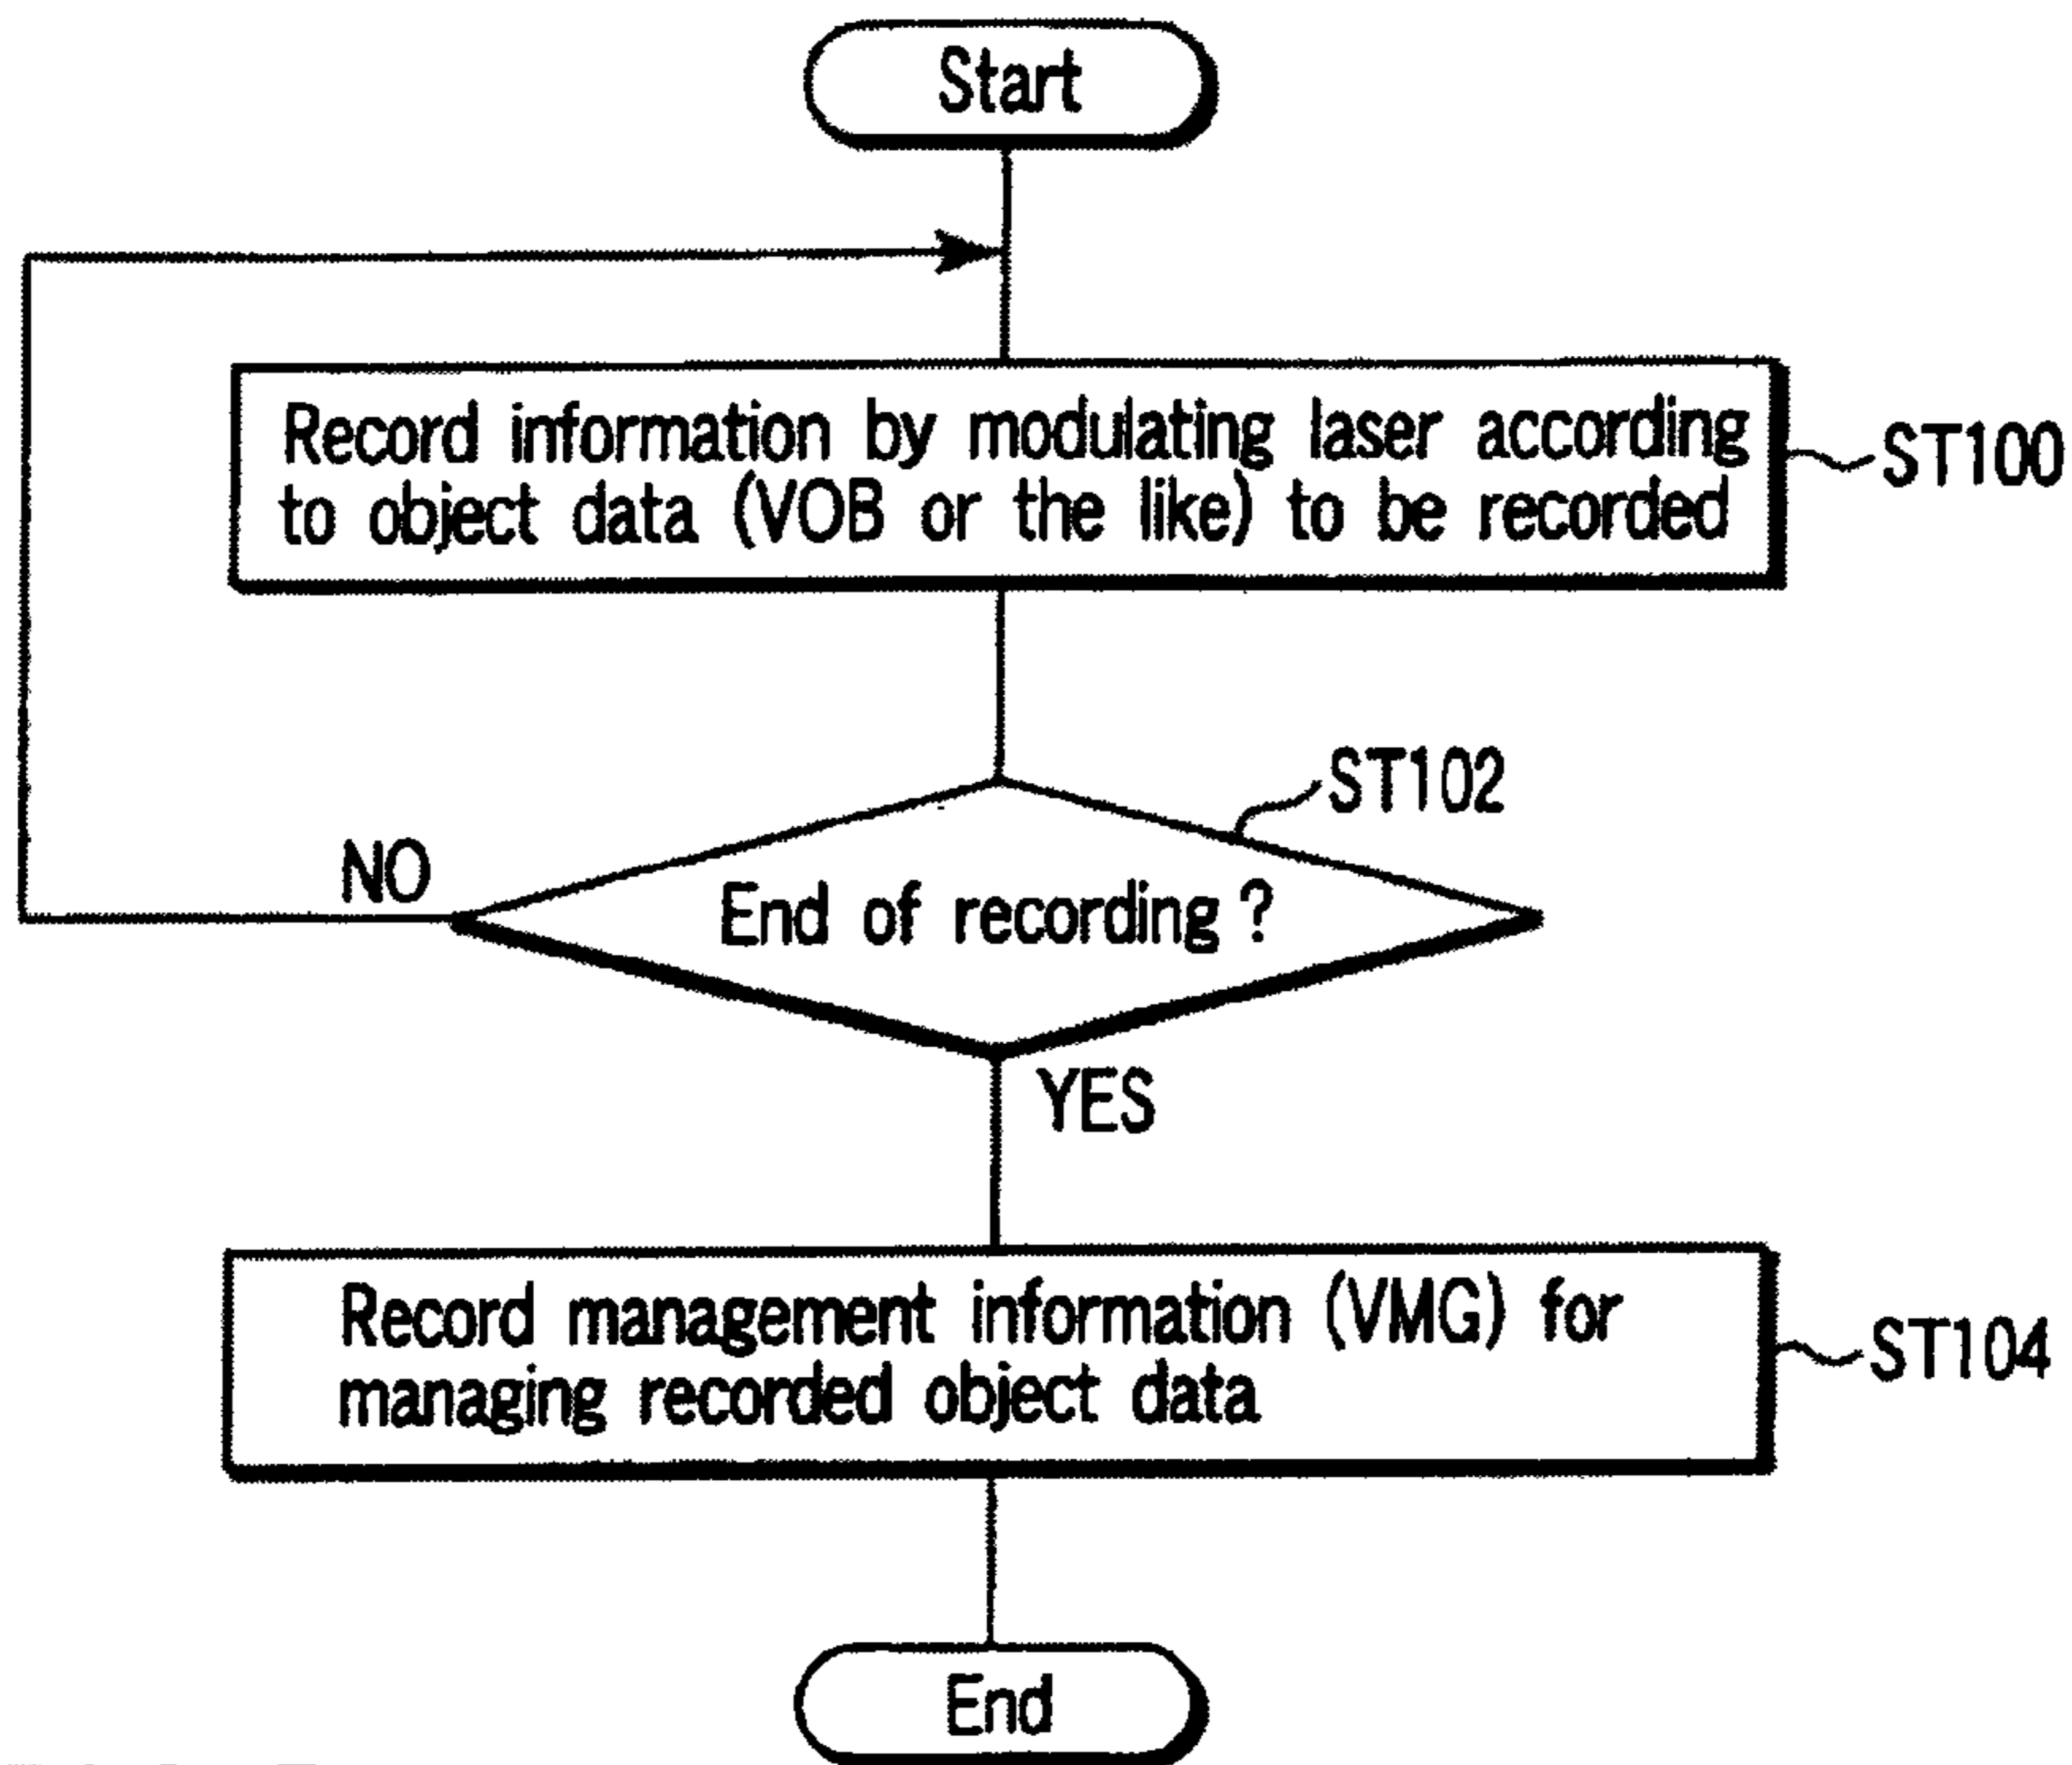 Start
Record information by modulating laser according
to object data (VOB or the like) to be recorded
ST100
ST102
NO
End of recording ?
YES
Record management information (VMG) for
managing recorded object data
ST104
End